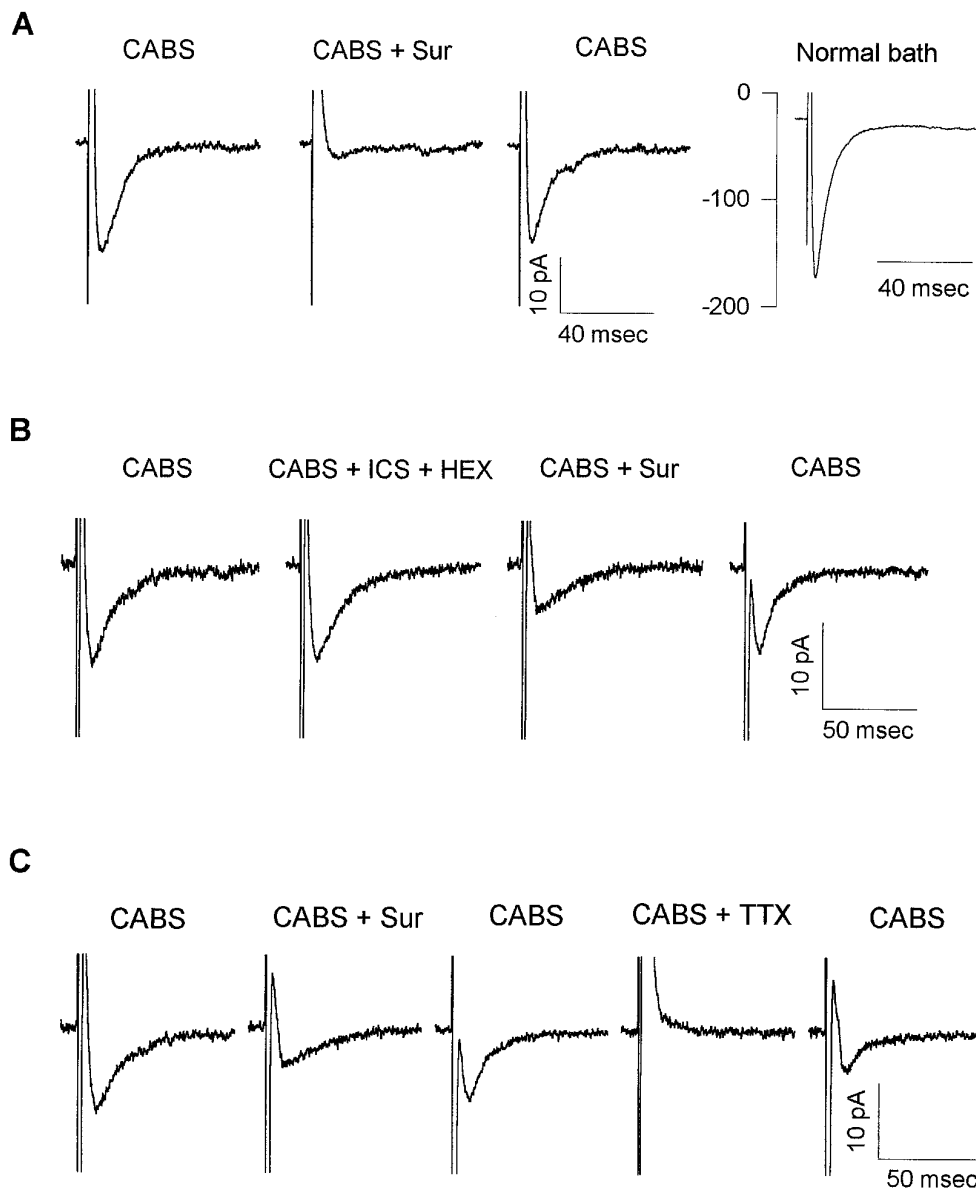 A
CABS
CABS + Sur
CABS
Normal bath
0
-100
-200
10 pA
40 msec
40 msec
B
CABS
CABS + ICS + HEX
CABS + Sur
CABS
10 pA
50 msec
C
CABS
CABS + Sur
CABS
CABS + TTX
CABS
10 pA
50 msec